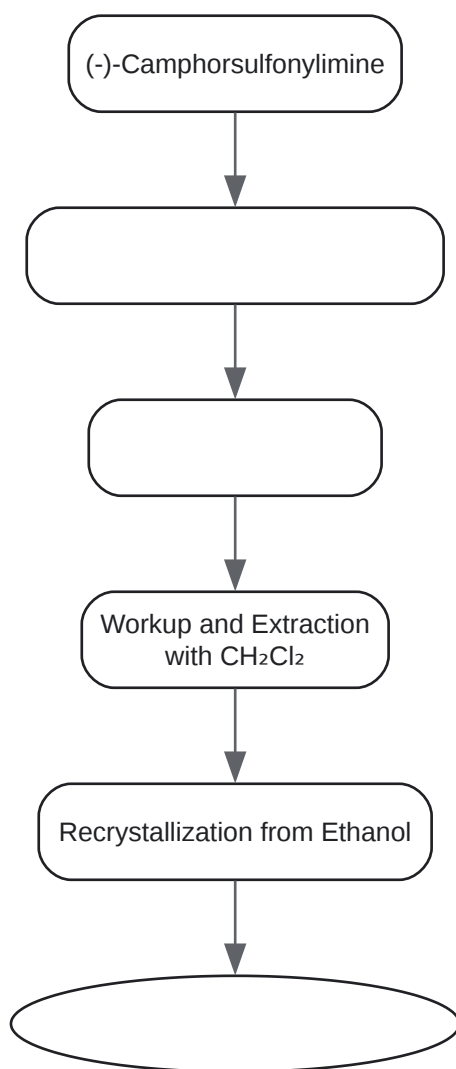 (-)-Camphorsulfonylimine
Workup and Extraction
with CH₂Cl₂
Recrystallization from Ethanol